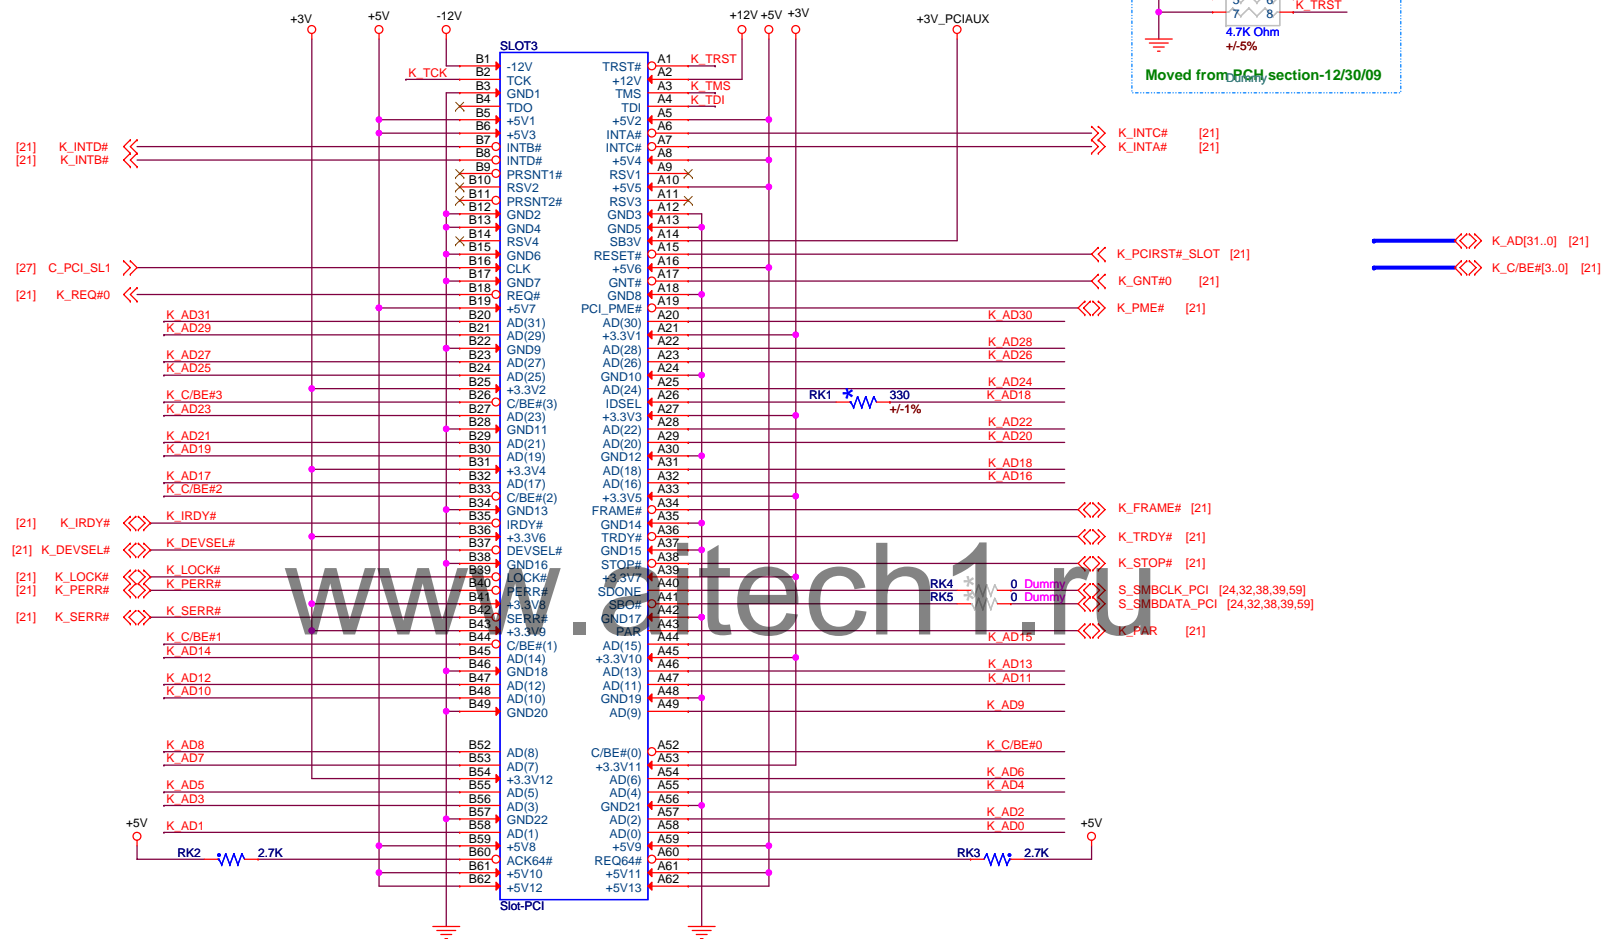 +3V +5V -12V +12V +5V +3V +3V_PCIAUX
7 8 K_TRST
4.7K Ohm
+/-5%
Moved from PCH section-12/30/09
Dummy
SLOT3
B1 -12V TRST# A1 K_TRST
K_TCK B2 TCK +12V A2
B3 GND1 TMS A3 K_TMS
B4 TDO TDI A4 K_TDI
B5 +5V1 +5V2 A5
B6 +5V3 INTA# A6 K_INTC# [21]
[21] K_INTD# B7 INTB# INTC# A7 K_INTA# [21]
[21] K_INTB# B8 INTD# +5V4 A8
B9 PRSNT1# RSV1 A9
B10 RSV2 +5V5 A10
B11 PRSNT2# RSV3 A11
B12 GND2 GND3 A12
B13 GND4 GND5 A13
B14 RSV4 SB3V A14 K_AD[31..0] [21]
B15 GND6 RESET# A15 K_PCIRST#_SLOT [21]
[27] C_PCI_SL1 B16 CLK +5V6 A16 K_C/BE#[3..0] [21]
B17 GND7 GNT# A17 K_GNT#0 [21]
[21] K_REQ#0 B18 REQ# GND8 A18
B19 +5V7 PCI_PME# A19 K_PME# [21]
K_AD31 B20 AD(31) AD(30) A20 K_AD30
K_AD29 B21 AD(29) +3.3V1 A21
B22 GND9 AD(28) A22 K_AD28
K_AD27 B23 AD(27) AD(26) A23 K_AD26
K_AD25 B24 AD(25) GND10 A24
B25 +3.3V2 AD(24) A25 K_AD24
K_C/BE#3 B26 C/BE#(3) IDSEL A26 RK1 * 330 K_AD18
+/-1%
K_AD23 B27 AD(23) +3.3V3 A27
B28 GND11 AD(22) A28 K_AD22
K_AD21 B29 AD(21) AD(20) A29 K_AD20
K_AD19 B30 AD(19) GND12 A30
B31 +3.3V4 AD(18) A31 K_AD18
K_AD17 B32 AD(17) AD(16) A32 K_AD16
K_C/BE#2 B33 C/BE#(2) +3.3V5 A33
B34 GND13 FRAME# A34 K_FRAME# [21]
[21] K_IRDY# K_IRDY# B35 IRDY# GND14 A35
B36 +3.3V6 TRDY# A36 K_TRDY# [21]
[21] K_DEVSEL# K_DEVSEL# B37 DEVSEL# GND15 A37
B38 GND16 STOP# A38 K_STOP# [21]
[21] K_LOCK# K_LOCK# B39 LOCK# +3.3V7 A39
[21] K_PERR# K_PERR# B40 PERR# SDONE A40 RK4 * 0 Dummy S_SMBCLK_PCI [24,32,38,39,59]
B41 +3.3V8 SBO# A41 RK5 * 0 Dummy S_SMBDATA_PCI [24,32,38,39,59]
[21] K_SERR# K_SERR# B42 SERR# GND17 A42
B43 +3.3V9 PAR A43 K_PAR [21]
K_C/BE#1 B44 C/BE#(1) AD(15) A44 K_AD15
K_AD14 B45 AD(14) +3.3V10 A45
B46 GND18 AD(13) A46 K_AD13
K_AD12 B47 AD(12) AD(11) A47 K_AD11
K_AD10 B48 AD(10) GND19 A48
B49 GND20 AD(9) A49 K_AD9
K_AD8 B52 AD(8) C/BE#(0) A52 K_C/BE#0
K_AD7 B53 AD(7) +3.3V11 A53
B54 +3.3V12 AD(6) A54 K_AD6
K_AD5 B55 AD(5) AD(4) A55 K_AD4
K_AD3 B56 AD(3) GND21 A56
B57 GND22 AD(2) A57 K_AD2
+5V K_AD1 B58 AD(1) AD(0) A58 K_AD0 +5V
B59 +5V8 +5V9 A59
RK2 2.7K B60 ACK64# REQ64# A60 RK3 2.7K
B61 +5V10 +5V11 A61
B62 +5V12 +5V13 A62
Slot-PCI
www.aitech1.ru